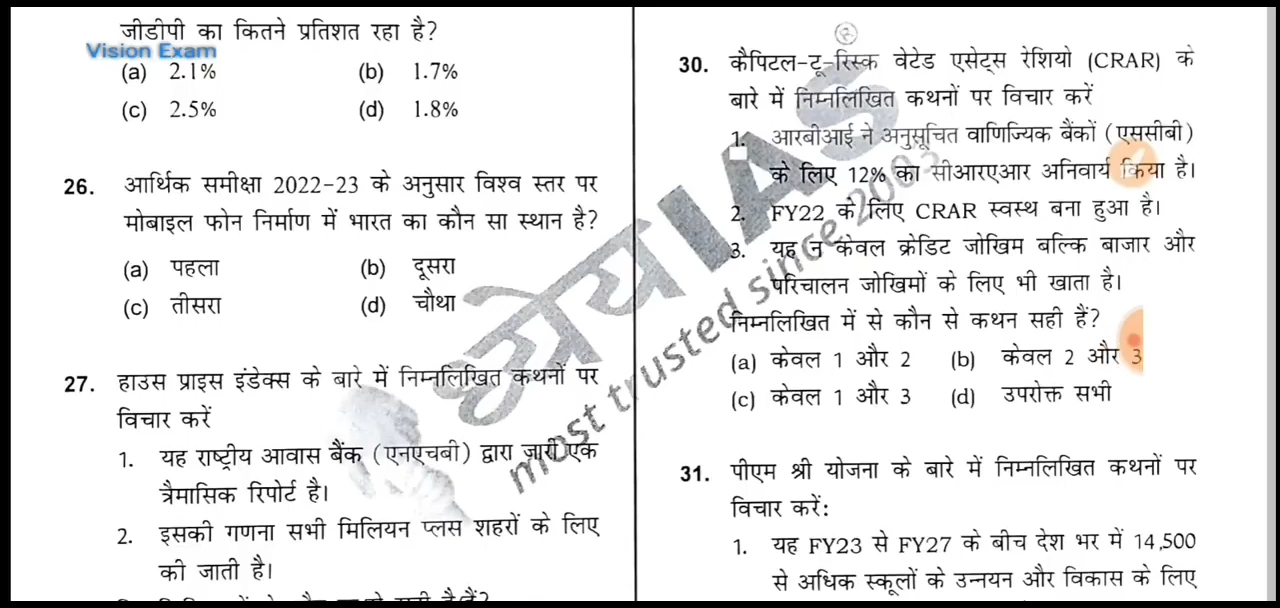 जीडीपी का कितने प्रतिशत रहा है?
Vision Exam
(a) 2.1% (b) 1.7%
(c) 2.5% (d) 1.8%
26. आर्थिक समीक्षा 2022-23 के अनुसार विश्व स्तर पर
मोबाइल फोन निर्माण में भारत का कौन सा स्थान है?
(a) पहला (b) दूसरा
(c) तीसरा (d) चौथा
27. हाउस प्राइस इंडेक्स के बारे में निम्नलिखित कथनों पर
विचार करें
1. यह राष्ट्रीय आवास बैंक (एनएचबी) द्वारा जारी एक
त्रैमासिक रिपोर्ट है।
2. इसकी गणना सभी मिलियन प्लस शहरों के लिए
की जाती है।
30. कैपिटल-टू-रिस्क वेटेड एसेट्स रेशियो (CRAR) के
बारे में निम्नलिखित कथनों पर विचार करें
1. आरबीआई ने अनुसूचित वाणिज्यिक बैंकों (एससीबी)
के लिए 12% का सीआरएआर अनिवार्य किया है।
2. FY22 के लिए CRAR स्वस्थ बना हुआ है।
3. यह न केवल क्रेडिट जोखिम बल्कि बाजार और
परिचालन जोखिमों के लिए भी खाता है।
निम्नलिखित में से कौन से कथन सही हैं?
(a) केवल 1 और 2 (b) केवल 2 और 3
(c) केवल 1 और 3 (d) उपरोक्त सभी
31. पीएम श्री योजना के बारे में निम्नलिखित कथनों पर
विचार करें:
1. यह FY23 से FY27 के बीच देश भर में 14,500
से अधिक स्कूलों के उन्नयन और विकास के लिए
ध्येय IAS
most trusted since 2003